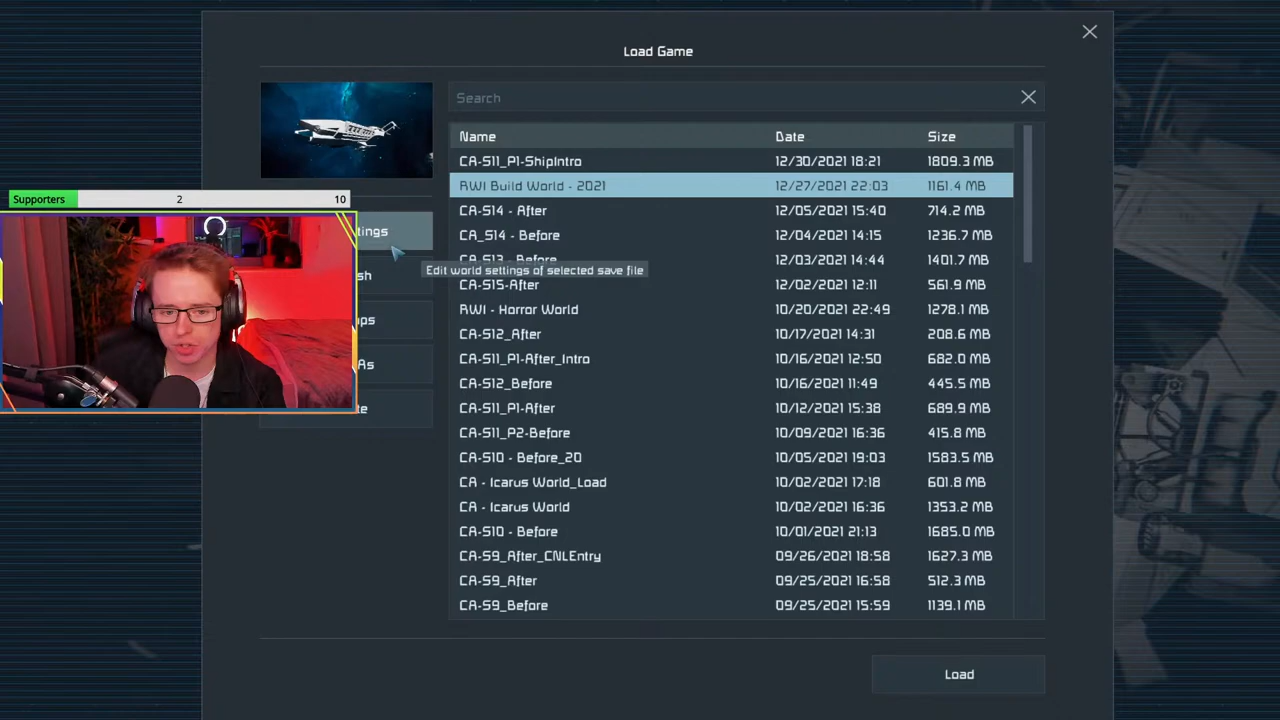 Load Game
Search
Name Date Size
CA-S11_P1-ShipIntro 12/30/2021 18:21 1809.3 MB
RWI Build World - 2021 12/27/2021 22:03 1161.4 MB
CA-S14 - After 12/05/2021 15:40 714.2 MB
CA_S14 - Before 12/04/2021 14:15 1236.7 MB
CA-S13 - Before 12/03/2021 14:44 1401.7 MB
CA-S15-After 12/02/2021 12:11 561.9 MB
RWI - Horror World 10/20/2021 22:49 1278.1 MB
CA-S12_After 10/17/2021 14:31 208.6 MB
CA-S11_P1-After_Intro 10/16/2021 12:50 682.0 MB
CA-S12_Before 10/16/2021 11:49 445.5 MB
CA-S11_P1-After 10/12/2021 15:38 689.9 MB
CA-S11_P2-Before 10/09/2021 16:36 415.8 MB
CA-S10 - Before_20 10/05/2021 19:03 1583.5 MB
CA - Icarus World_Load 10/02/2021 17:18 601.8 MB
CA - Icarus World 10/02/2021 16:36 1353.2 MB
CA-S10 - Before 10/01/2021 21:13 1685.0 MB
CA-S9_After_CNLEntry 09/26/2021 18:58 1627.3 MB
CA-S9_After 09/25/2021 16:58 512.3 MB
CA-S9_Before 09/25/2021 15:59 1139.1 MB
Supporters 2 10
tings
sh
ps
As
te
Edit world settings of selected save file
Load